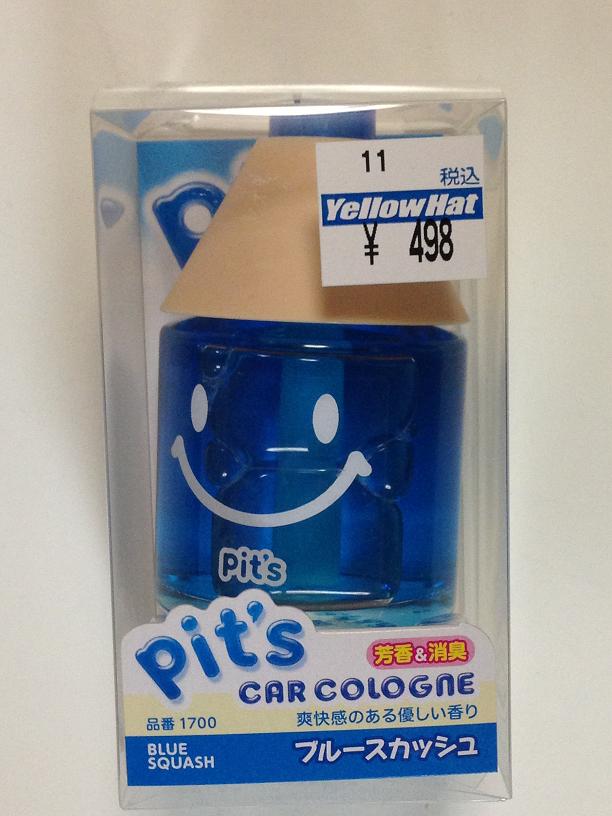 11
税込
YellowHat
¥ 498
pit's
pit's
芳香&消臭
CAR COLOGNE
品番 1700
爽快感のある優しい香り
BLUE
SQUASH
ブルースカッシュ